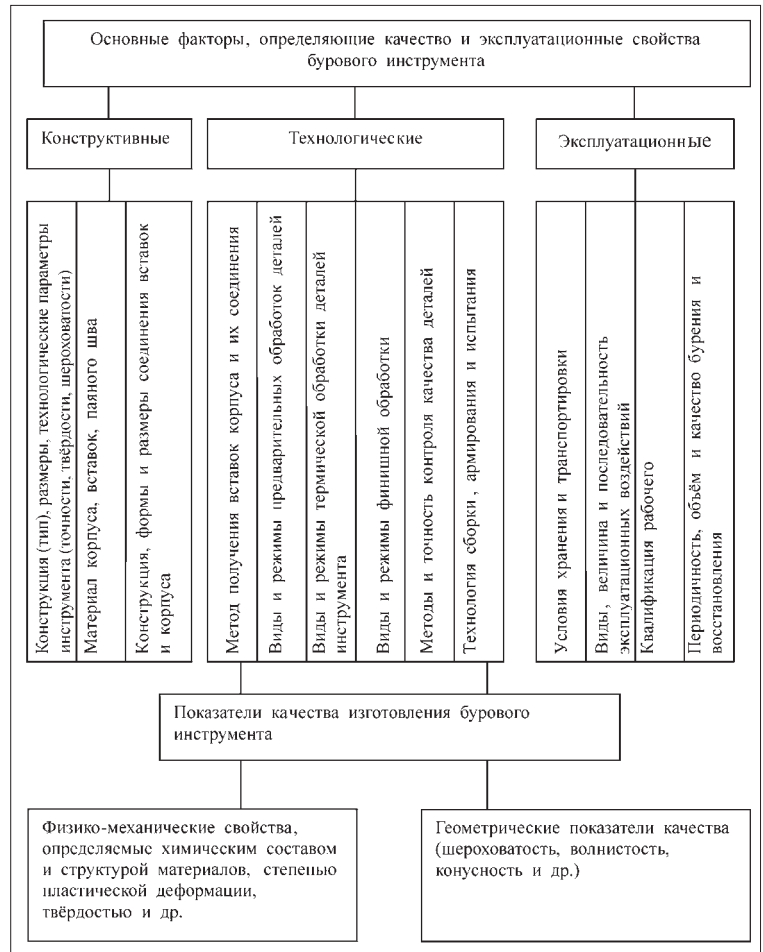 Основные факторы, определяющие качество и эксплуатационные свойства
бурового инструмента
Конструктивные
Технологические
Эксплуатационные
Конструкция (тип), размеры, технологические параметры
инструмента (точности, твёрдости, шероховатости)
Материал корпуса, вставок, паяного шва
Конструкция, формы и размеры соединения вставок
и корпуса
Метод получения вставок корпуса и их соединения
Виды и режимы предварительных обработок деталей
Виды и режимы термической обработки деталей
инструмента
Виды и режимы финишной обработки
Методы и точность контроля качества деталей
Технология сборки, армирования и испытания
Условия хранения и транспортировки
Виды, величина и последовательность
эксплуатационных воздействий
Квалификация рабочего
Периодичность, объём и качество бурения и
восстановления
Показатели качества изготовления бурового
инструмента
Физико-механические свойства,
определяемые химическим составом
и структурой материалов, степенью
пластической деформации,
твёрдостью и др.
Геометрические показатели качества
(шероховатость, волнистость,
конусность и др.)